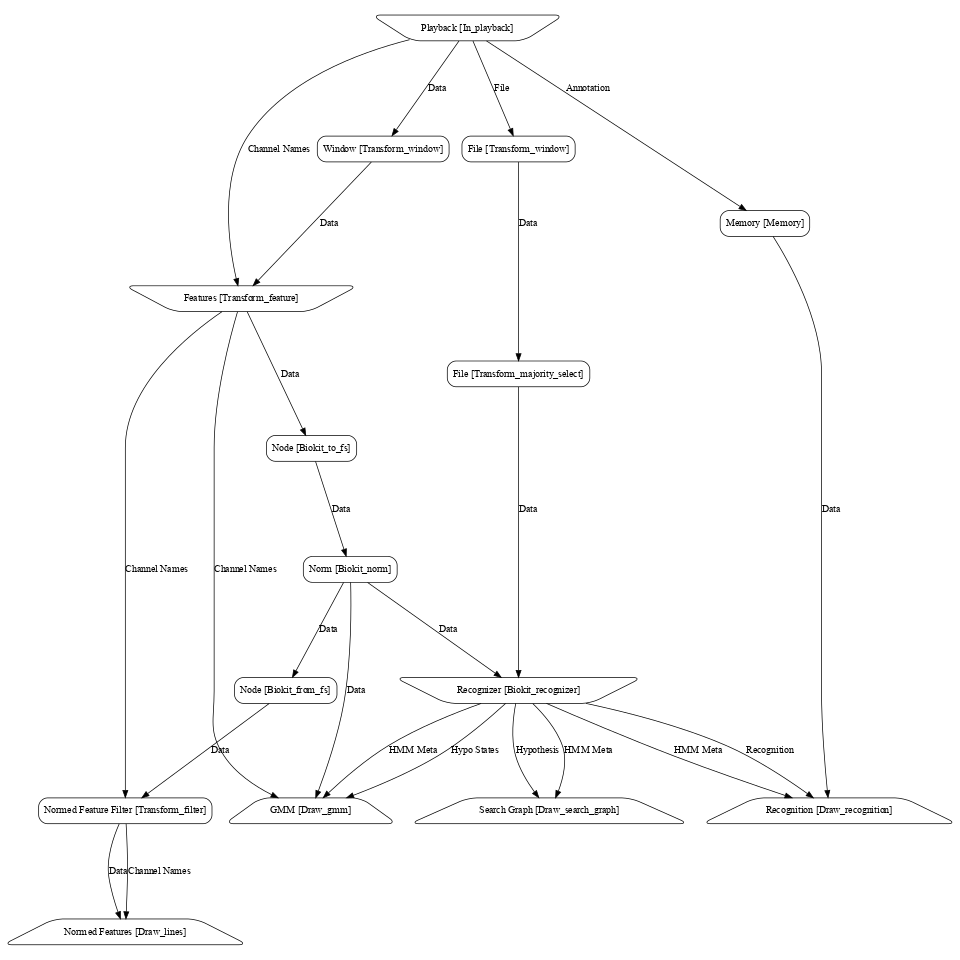 Playback [In_playback]
Data
File
Annotation
Channel Names
Window [Transform_window]
File [Transform_window]
Data
Data
Memory [Memory]
Features [Transform_feature]
Data
File [Transform_majority_select]
Node [Biokit_to_fs]
Data
Data
Data
Channel Names
Channel Names
Norm [Biokit_norm]
Data
Data
Node [Biokit_from_fs]
Data
Recognizer [Biokit_recognizer]
Data
HMM Meta
Hypo States
Hypothesis
HMM Meta
HMM Meta
Recognition
Normed Feature Filter [Transform_filter]
GMM [Draw_gmm]
Search Graph [Draw_search_graph]
Recognition [Draw_recognition]
Data
Channel Names
Normed Features [Draw_lines]